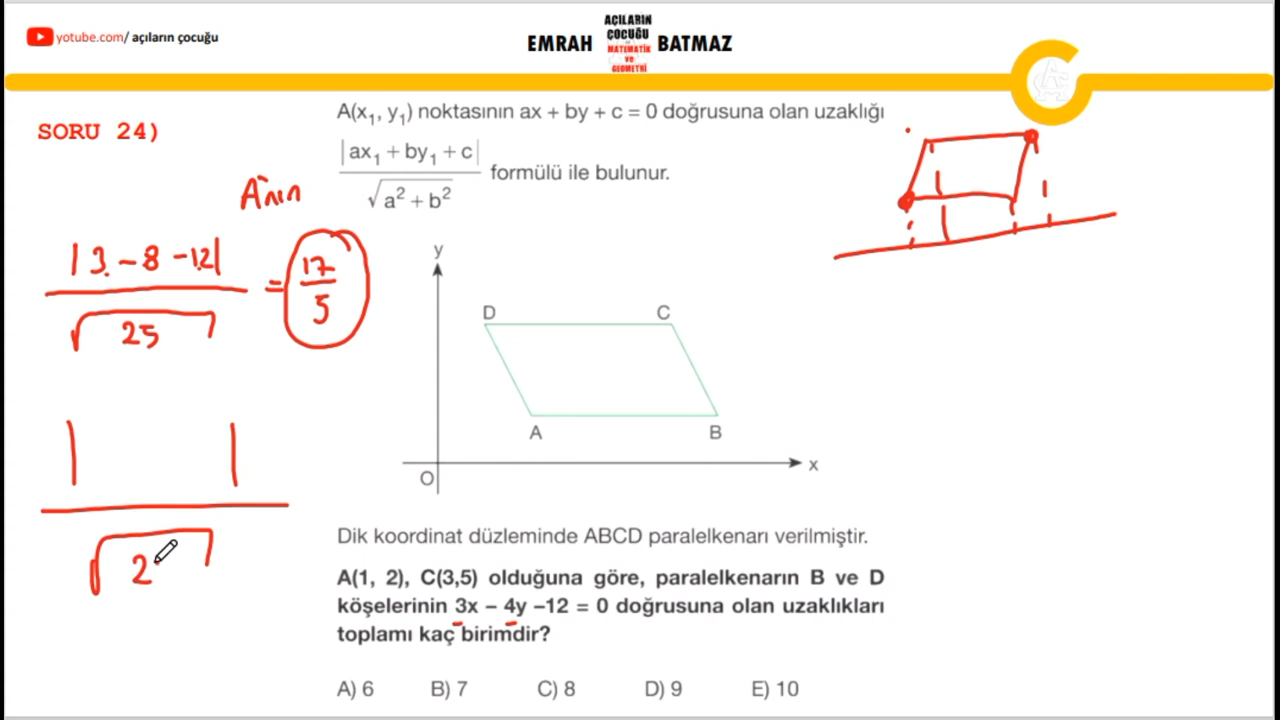 yotube.com/ açıların çocuğu
EMRAH
AÇILARIN
ÇOCUĞU
MATEMATİK
ve
GEOMETRİ
BATMAZ
SORU 24)
A(x₁, y₁) noktasının ax + by + c = 0 doğrusuna olan uzaklığı
|ax₁ + by₁ + c|
√a² + b²
formülü ile bulunur.
A'nın
|3 - 8 - 12|
√25
= 17/5
y
D
C
A
B
O
x
| |
√2
Dik koordinat düzleminde ABCD paralelkenarı verilmiştir.
A(1, 2), C(3,5) olduğuna göre, paralelkenarın B ve D
köşelerinin 3x – 4y –12 = 0 doğrusuna olan uzaklıkları
toplamı kaç birimdir?
A) 6 B) 7 C) 8 D) 9 E) 10